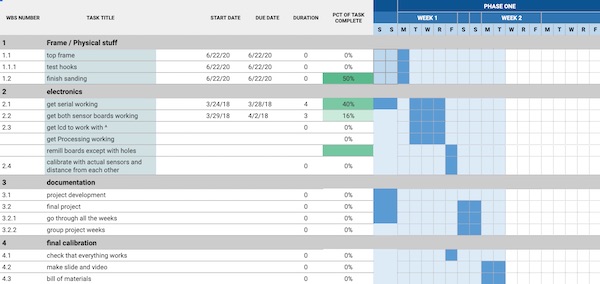 PHASE ONE
WBS NUMBER TASK TITLE START DATE DUE DATE DURATION PCT OF TASK COMPLETE WEEK 1 WEEK 2
S S M T W R F S S M T W R F M T W R F
1 Frame / Physical stuff
1.1 top frame 6/22/20 6/22/20 0 0%
1.1.1 test hooks 6/22/20 6/22/20 0 0%
1.2 finish sanding 6/22/20 6/22/20 0 50%
2 electronics
2.1 get serial working 3/24/18 3/28/18 4 40%
2.2 get both sensor boards working 3/29/18 4/2/18 3 16%
2.3 get lcd to work with * 0 0%
get Processing working 0%
remill boards except with holes
2.4 calibrate with actual sensors and distance from each other 0 0%
3 documentation
3.1 project development 0 0%
3.2 final project 0 0%
3.2.1 go through all the weeks 0 0%
3.2.2 group project weeks 0 0%
4 final calibration
4.1 check that everything works 0 0%
4.2 make slide and video 0 0%
4.3 bill of materials 0 0%